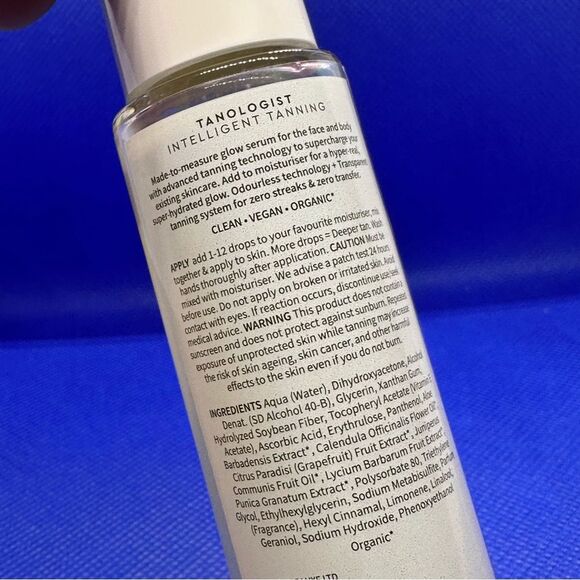 TANOLOGIST
INTELLIGENT TANNING
Made-to-measure glow serum for the face and body
with advanced tanning technology to supercharge your
existing skincare. Add to moisturiser for a hyper-real,
super-hydrated glow. Odourless technology + Transparent
tanning system for zero streaks & zero transfer.
CLEAN • VEGAN • ORGANIC*
APPLY add 1-12 drops to your favourite moisturiser, mix
together & apply to skin. More drops = Deeper tan. Wash
hands thoroughly after application. CAUTION Must be
mixed with moisturiser. We advise a patch test 24 hours
before use. Do not apply on broken or irritated skin. Avoid
contact with eyes. If reaction occurs, discontinue use/seek
medical advice. WARNING This product does not contain a
sunscreen and does not protect against sunburn. Repeated
exposure of unprotected skin while tanning may increase
the risk of skin ageing, skin cancer, and other harmful
effects to the skin even if you do not burn.
INGREDIENTS Aqua (Water), Dihydroxyacetone, Alcohol
Denat. (SD Alcohol 40-B), Glycerin, Xanthan Gum,
Hydrolyzed Soybean Fiber, Tocopheryl Acetate (Vitamin E
Acetate), Ascorbic Acid, Erythrulose, Panthenol, Aloe
Barbadensis Extract*, Calendula Officinalis Flower Oil*,
Citrus Paradisi (Grapefruit) Fruit Extract*, Juniperus
Communis Fruit Oil*, Lycium Barbarum Fruit Extract*,
Punica Granatum Extract*, Polysorbate 80, Triethylene
Glycol, Ethylhexylglycerin, Sodium Metabisulfite, Parfum
(Fragrance), Hexyl Cinnamal, Limonene, Linalool,
Geraniol, Sodium Hydroxide, Phenoxyethanol
Organic*
LTD